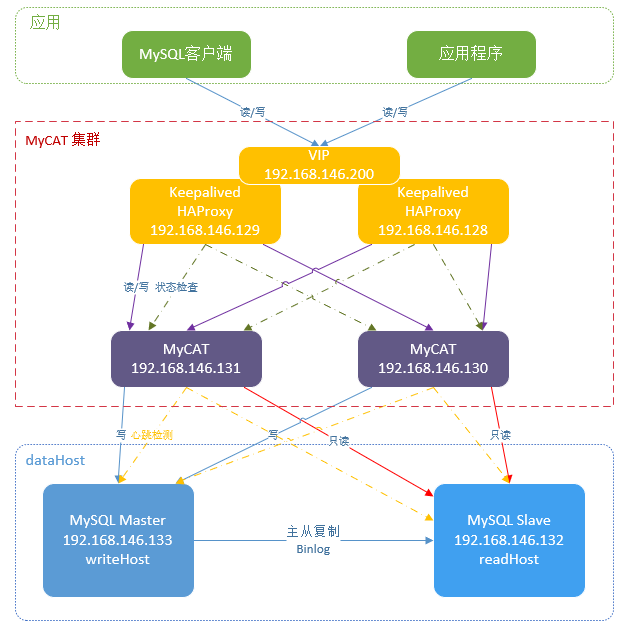 应用
MySQL客户端
应用程序
读/写
读/写
MyCAT 集群
VIP
192.168.146.200
Keepalived
HAProxy
192.168.146.129
Keepalived
HAProxy
192.168.146.128
读/写
状态检查
MyCAT
192.168.146.131
MyCAT
192.168.146.130
写
心跳检测
写
只读
只读
dataHost
MySQL Master
192.168.146.133
writeHost
主从复制
Binlog
MySQL Slave
192.168.146.132
readHost